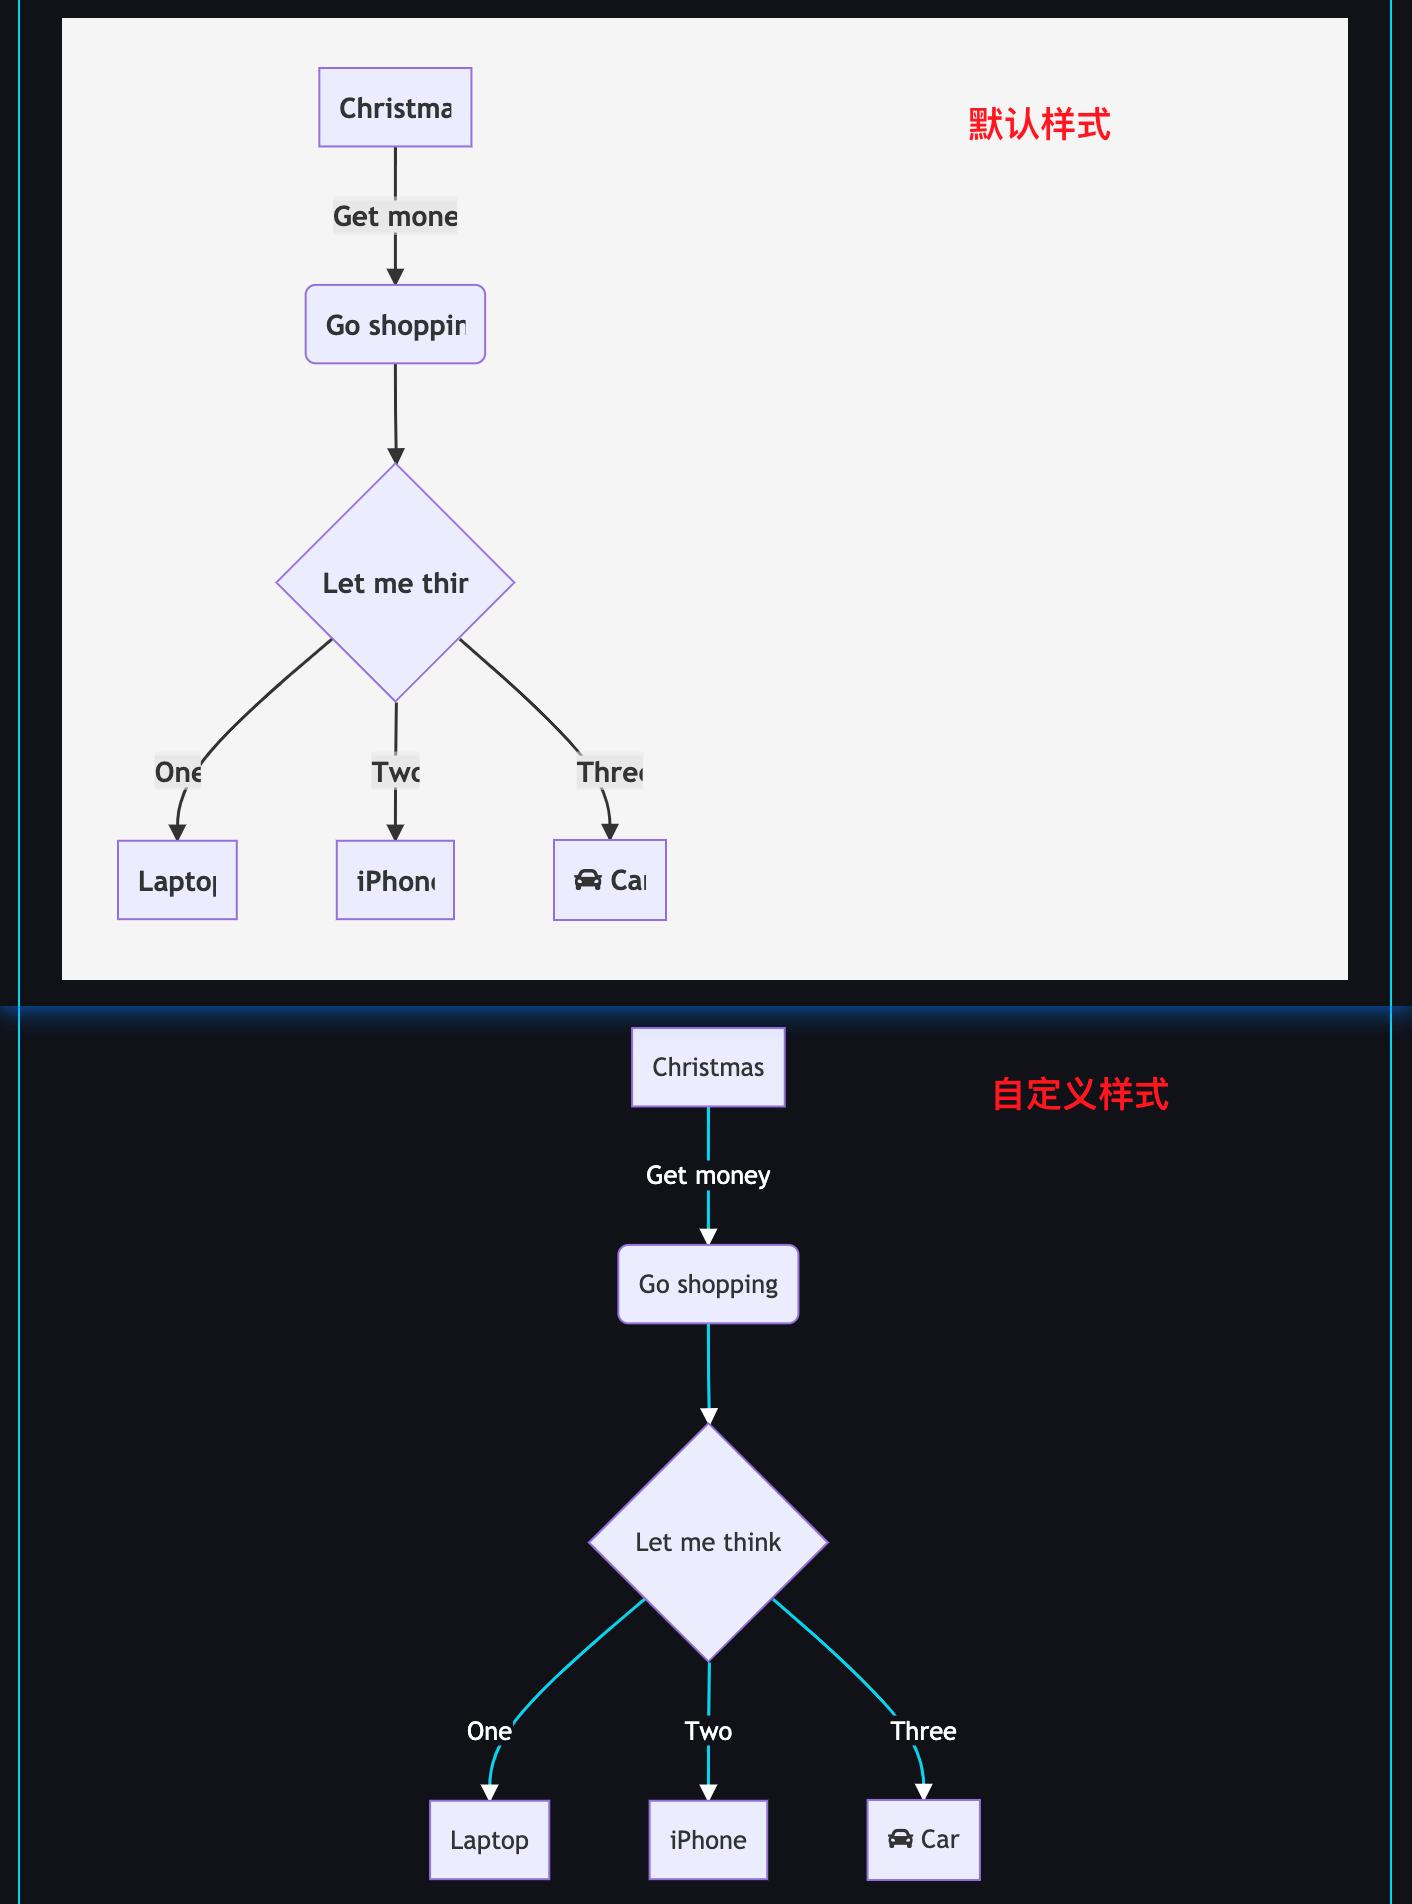 Christma
默认样式
Get mone
Go shoppin
Let me thin
One
Two
Three
Laptop
iPhone
Car
Christmas
自定义样式
Get money
Go shopping
Let me think
One
Two
Three
Laptop
iPhone
Car